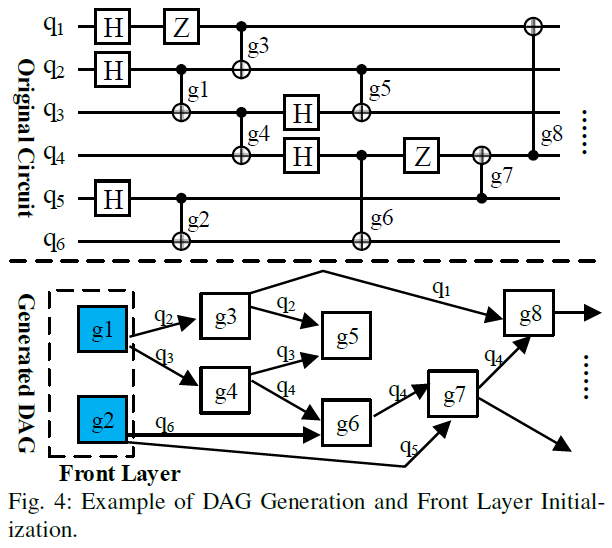 Original Circuit
q1 H Z g3
q2 H g1 g5
q3 g4 H ......
q4 H Z g7 g8
q5 H g2 g6
q6
Generated DAG
g1 q2 g3 q2 g5 q1 g8
q3 g4 q3 q4 g6 q4 g7 q4 ......
g2 q6 q5
Front Layer
Fig. 4: Example of DAG Generation and Front Layer Initial-
ization.